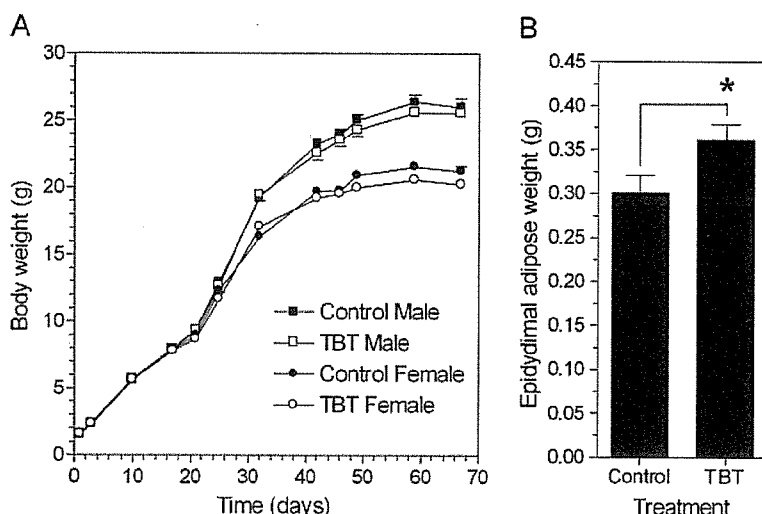 A
Body weight (g)
30
25
20
15
10
5
0
0 10 20 30 40 50 60 70
Time (days)
Control Male
TBT Male
Control Female
TBT Female
B
Epidydimal adipose weight (g)
0.45
0.40
0.35
0.30
0.25
0.20
0.15
0.10
0.05
0.00
*
Control TBT
Treatment